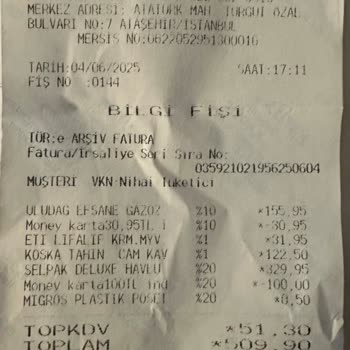 MERKEZ ADRESİ: ATATÜRK MAH. TURGUT ÖZAL
BULVARI NO:7 ATAŞEHİR/İSTANBUL
MERSİS NO:0622052951300016
TARİH:04/06/2025 SAAT:17:11
FİŞ NO :0144
BİLGİ FİŞİ
TÜR:e ARŞİV FATURA
Fatura/İrsaliye Seri Sıra No:
035921021956250604
MÜŞTERİ VKN:Nihai Tüketici
ULUDAĞ EFSANE GAZOZ %10 *155,95
Money karta30,95TL i %10 *-30,95
ETİ LİFALİF KRM.MYV %1 *31,95
KOSKA TAHİN CAM KAV %1 *122,50
SELPAK DELUXE HAVLU %20 *329,95
Money karta100TL ind %20 *-100,00
MİGROS PLASTİK POŞET %20 *0,50
TOPKDV *51,30
TOPLAM *509,90